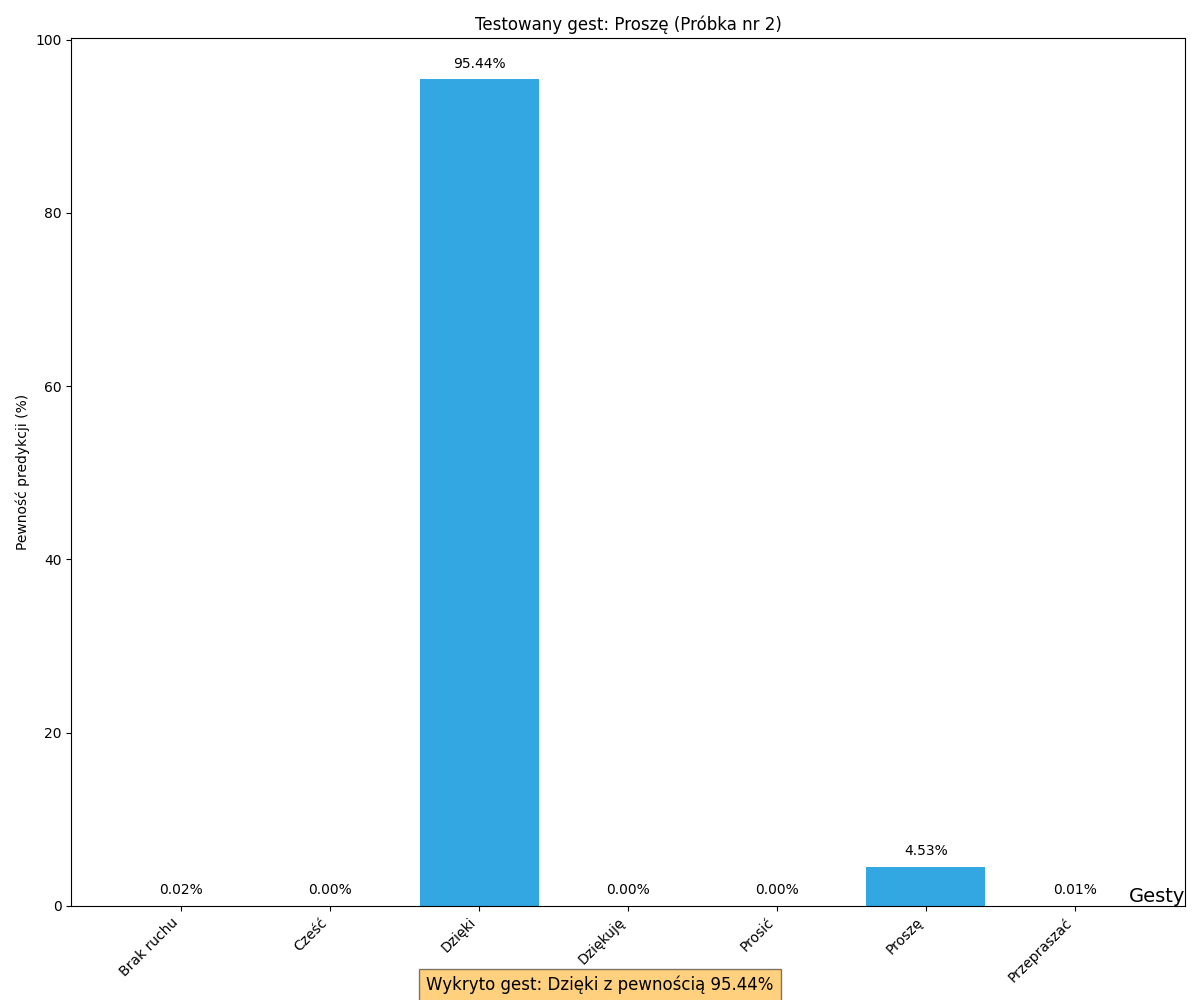 Testowany gest: Proszę (Próbka nr 2)
100
80
60
40
20
0
Pewność predykcji (%)
0.02%
0.00%
95.44%
0.00%
0.00%
4.53%
0.01%
Gesty
Brak ruchu
Cześć
Dzięki
Dziękuję
Prosić
Proszę
Przepraszać
Wykryto gest: Dzięki z pewnością 95.44%